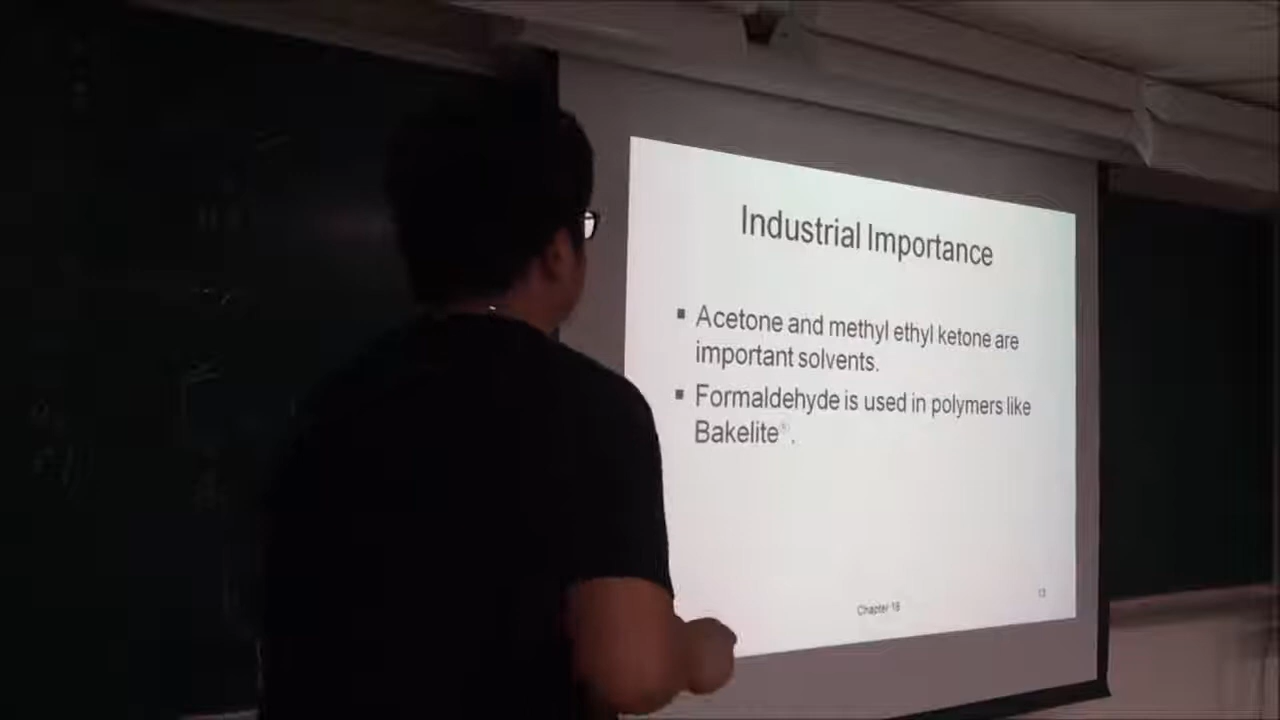 Industrial Importance
▪ Acetone and methyl ethyl ketone are
important solvents.
▪ Formaldehyde is used in polymers like
Bakelite®.
Chapter 18